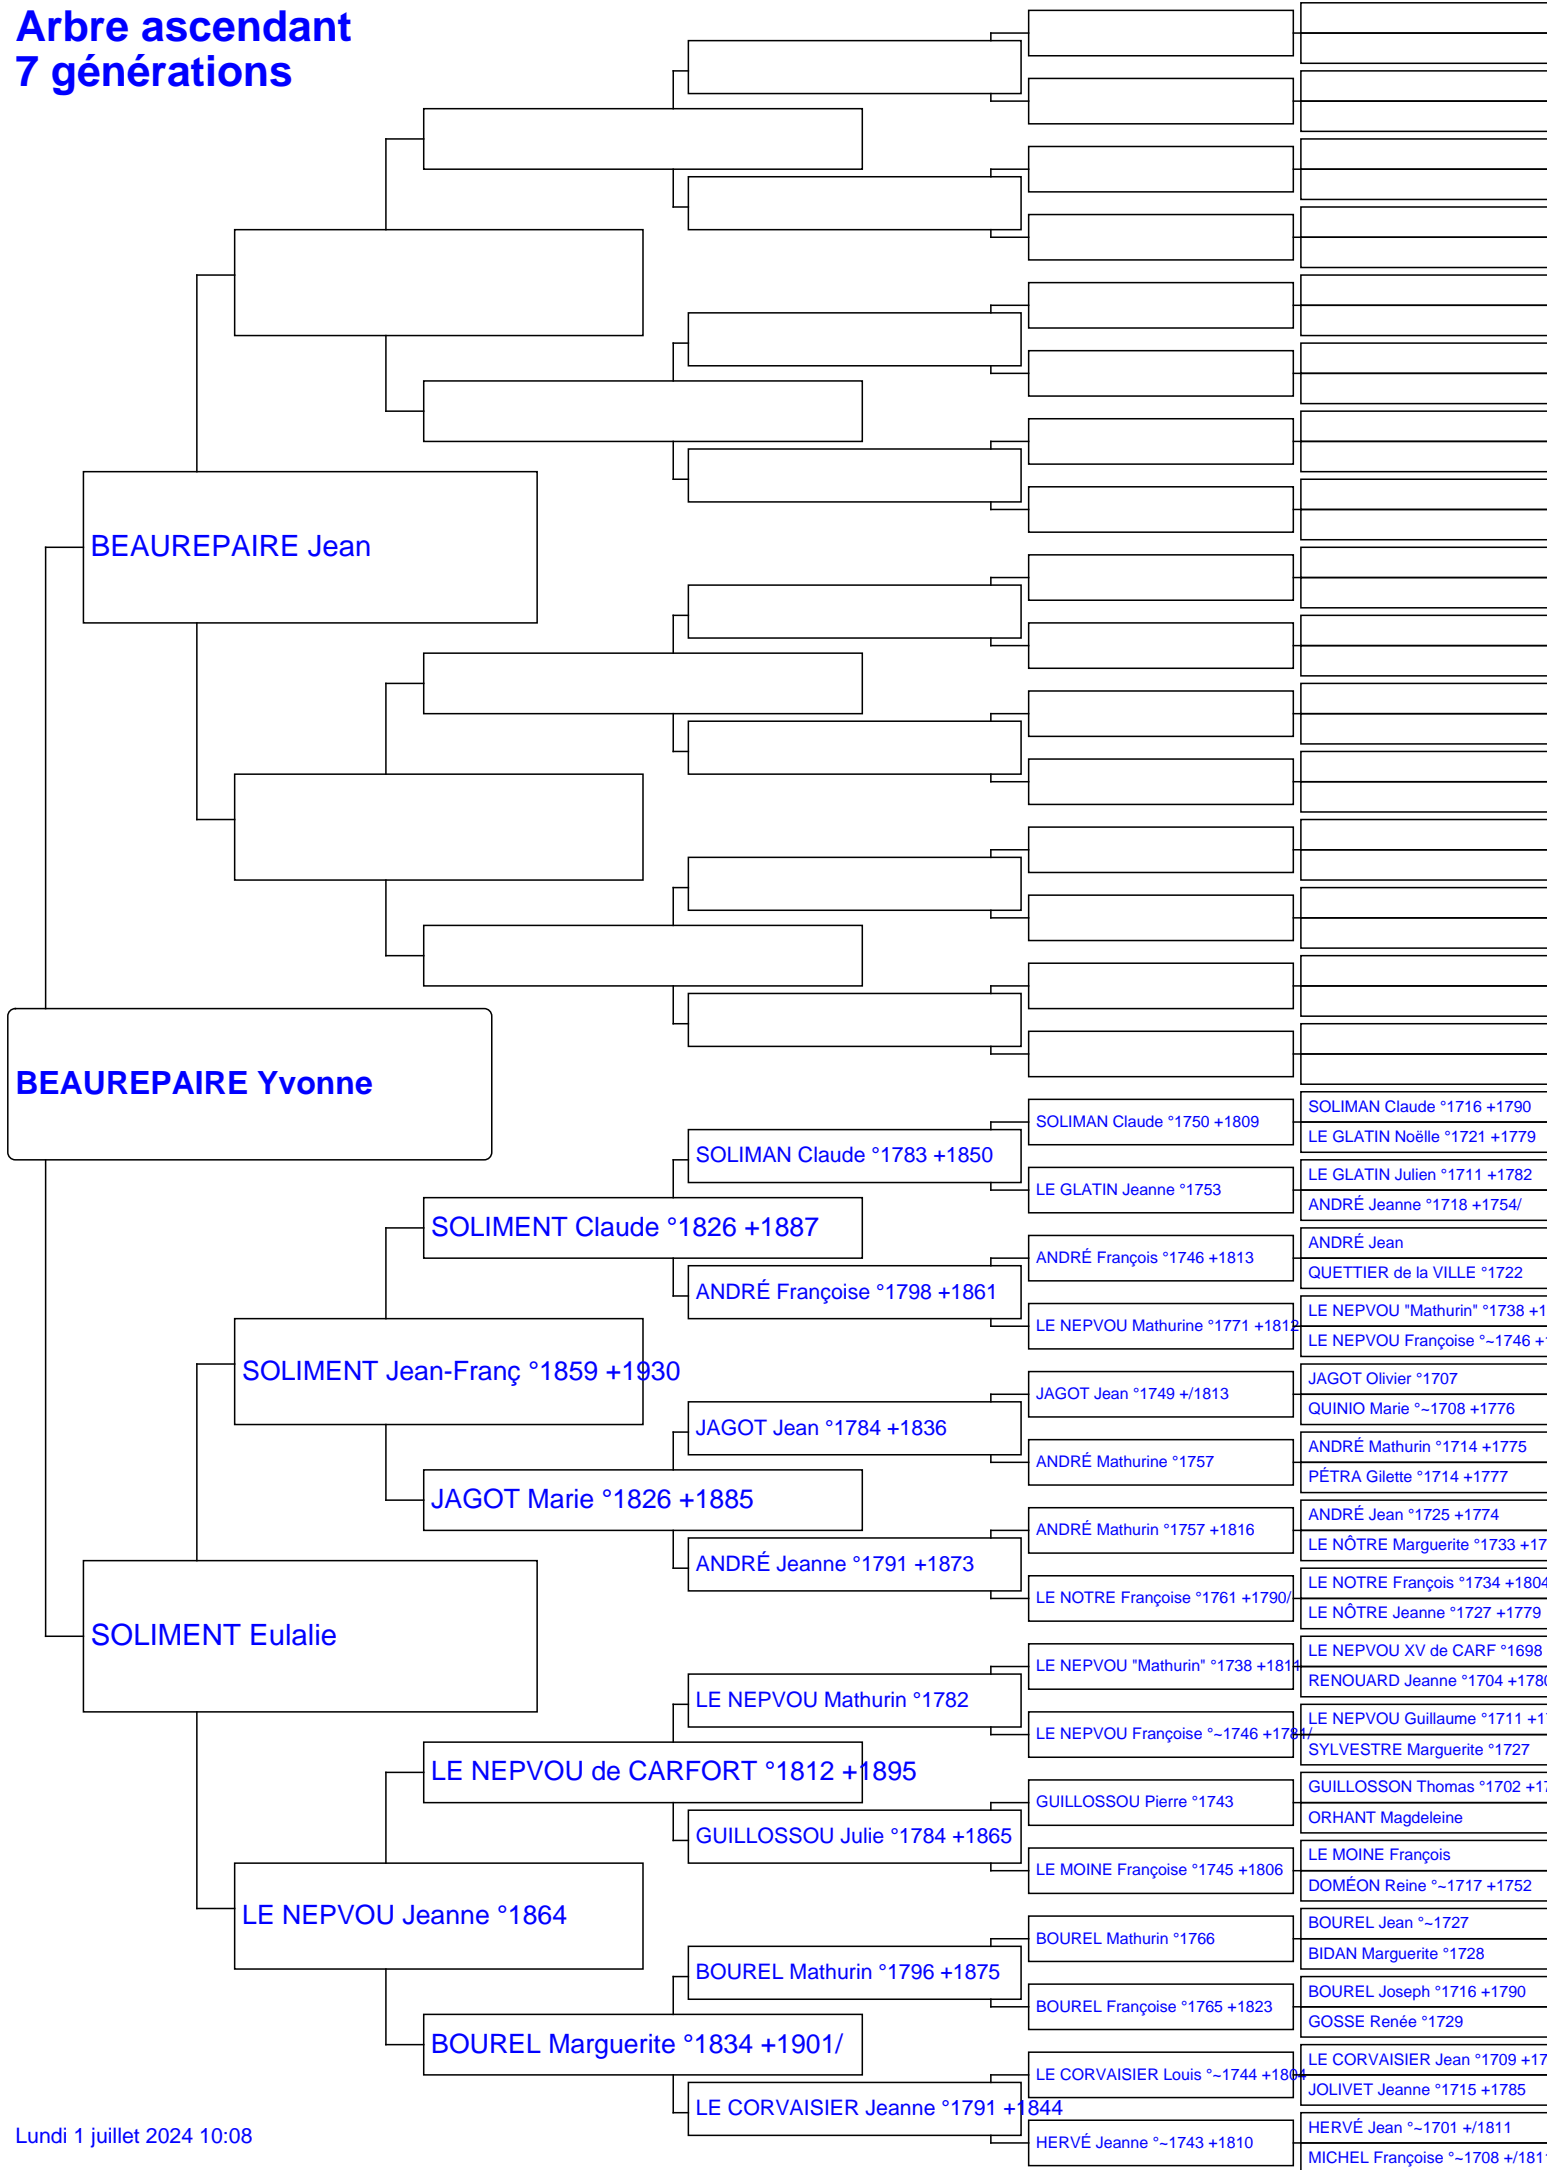 Arbre ascendant
7 générations
BEAUREPAIRE Jean
BEAUREPAIRE Yvonne
SOLIMENT Eulalie
SOLIMENT Jean-Franç °1859 +1930
LE NEPVOU Jeanne °1864
SOLIMENT Claude °1826 +1887
JAGOT Marie °1826 +1885
LE NEPVOU de CARFORT °1812 +1895
BOUREL Marguerite °1834 +1901/
SOLIMAN Claude °1783 +1850
ANDRÉ Françoise °1798 +1861
JAGOT Jean °1784 +1836
ANDRÉ Jeanne °1791 +1873
LE NEPVOU Mathurin °1782
GUILLOSSOU Julie °1784 +1865
BOUREL Mathurin °1796 +1875
LE CORVAISIER Jeanne °1791 +1844
SOLIMAN Claude °1750 +1809
LE GLATIN Jeanne °1753
ANDRÉ François °1746 +1813
LE NEPVOU Mathurine °1771 +1812
JAGOT Jean °1749 +/1813
ANDRÉ Mathurine °1757
ANDRÉ Mathurin °1757 +1816
LE NOTRE Françoise °1761 +1790/
LE NEPVOU "Mathurin" °1738 +1811
LE NEPVOU Françoise °~1746 +1781/
GUILLOSSOU Pierre °1743
LE MOINE Françoise °1745 +1806
BOUREL Mathurin °1766
BOUREL Françoise °1765 +1823
LE CORVAISIER Louis °~1744 +1804
HERVÉ Jeanne °~1743 +1810
SOLIMAN Claude °1716 +1790
LE GLATIN Noëlle °1721 +1779
LE GLATIN Julien °1711 +1782
ANDRÉ Jeanne °1718 +1754/
ANDRÉ Jean
QUETTIER de la VILLE °1722
LE NEPVOU "Mathurin" °1738 +1
LE NEPVOU Françoise °~1746 +1
JAGOT Olivier °1707
QUINIO Marie °~1708 +1776
ANDRÉ Mathurin °1714 +1775
PÉTRA Gilette °1714 +1777
ANDRÉ Jean °1725 +1774
LE NÔTRE Marguerite °1733 +17
LE NOTRE François °1734 +1804
LE NÔTRE Jeanne °1727 +1779
LE NEPVOU XV de CARF °1698
RENOUARD Jeanne °1704 +1780
LE NEPVOU Guillaume °1711 +17
SYLVESTRE Marguerite °1727
GUILLOSSON Thomas °1702 +17
ORHANT Magdeleine
LE MOINE François
DOMÉON Reine °~1717 +1752
BOUREL Jean °~1727
BIDAN Marguerite °1728
BOUREL Joseph °1716 +1790
GOSSE Renée °1729
LE CORVAISIER Jean °1709 +17
JOLIVET Jeanne °1715 +1785
HERVÉ Jean °~1701 +/1811
MICHEL Françoise °~1708 +/1811
Lundi 1 juillet 2024 10:08